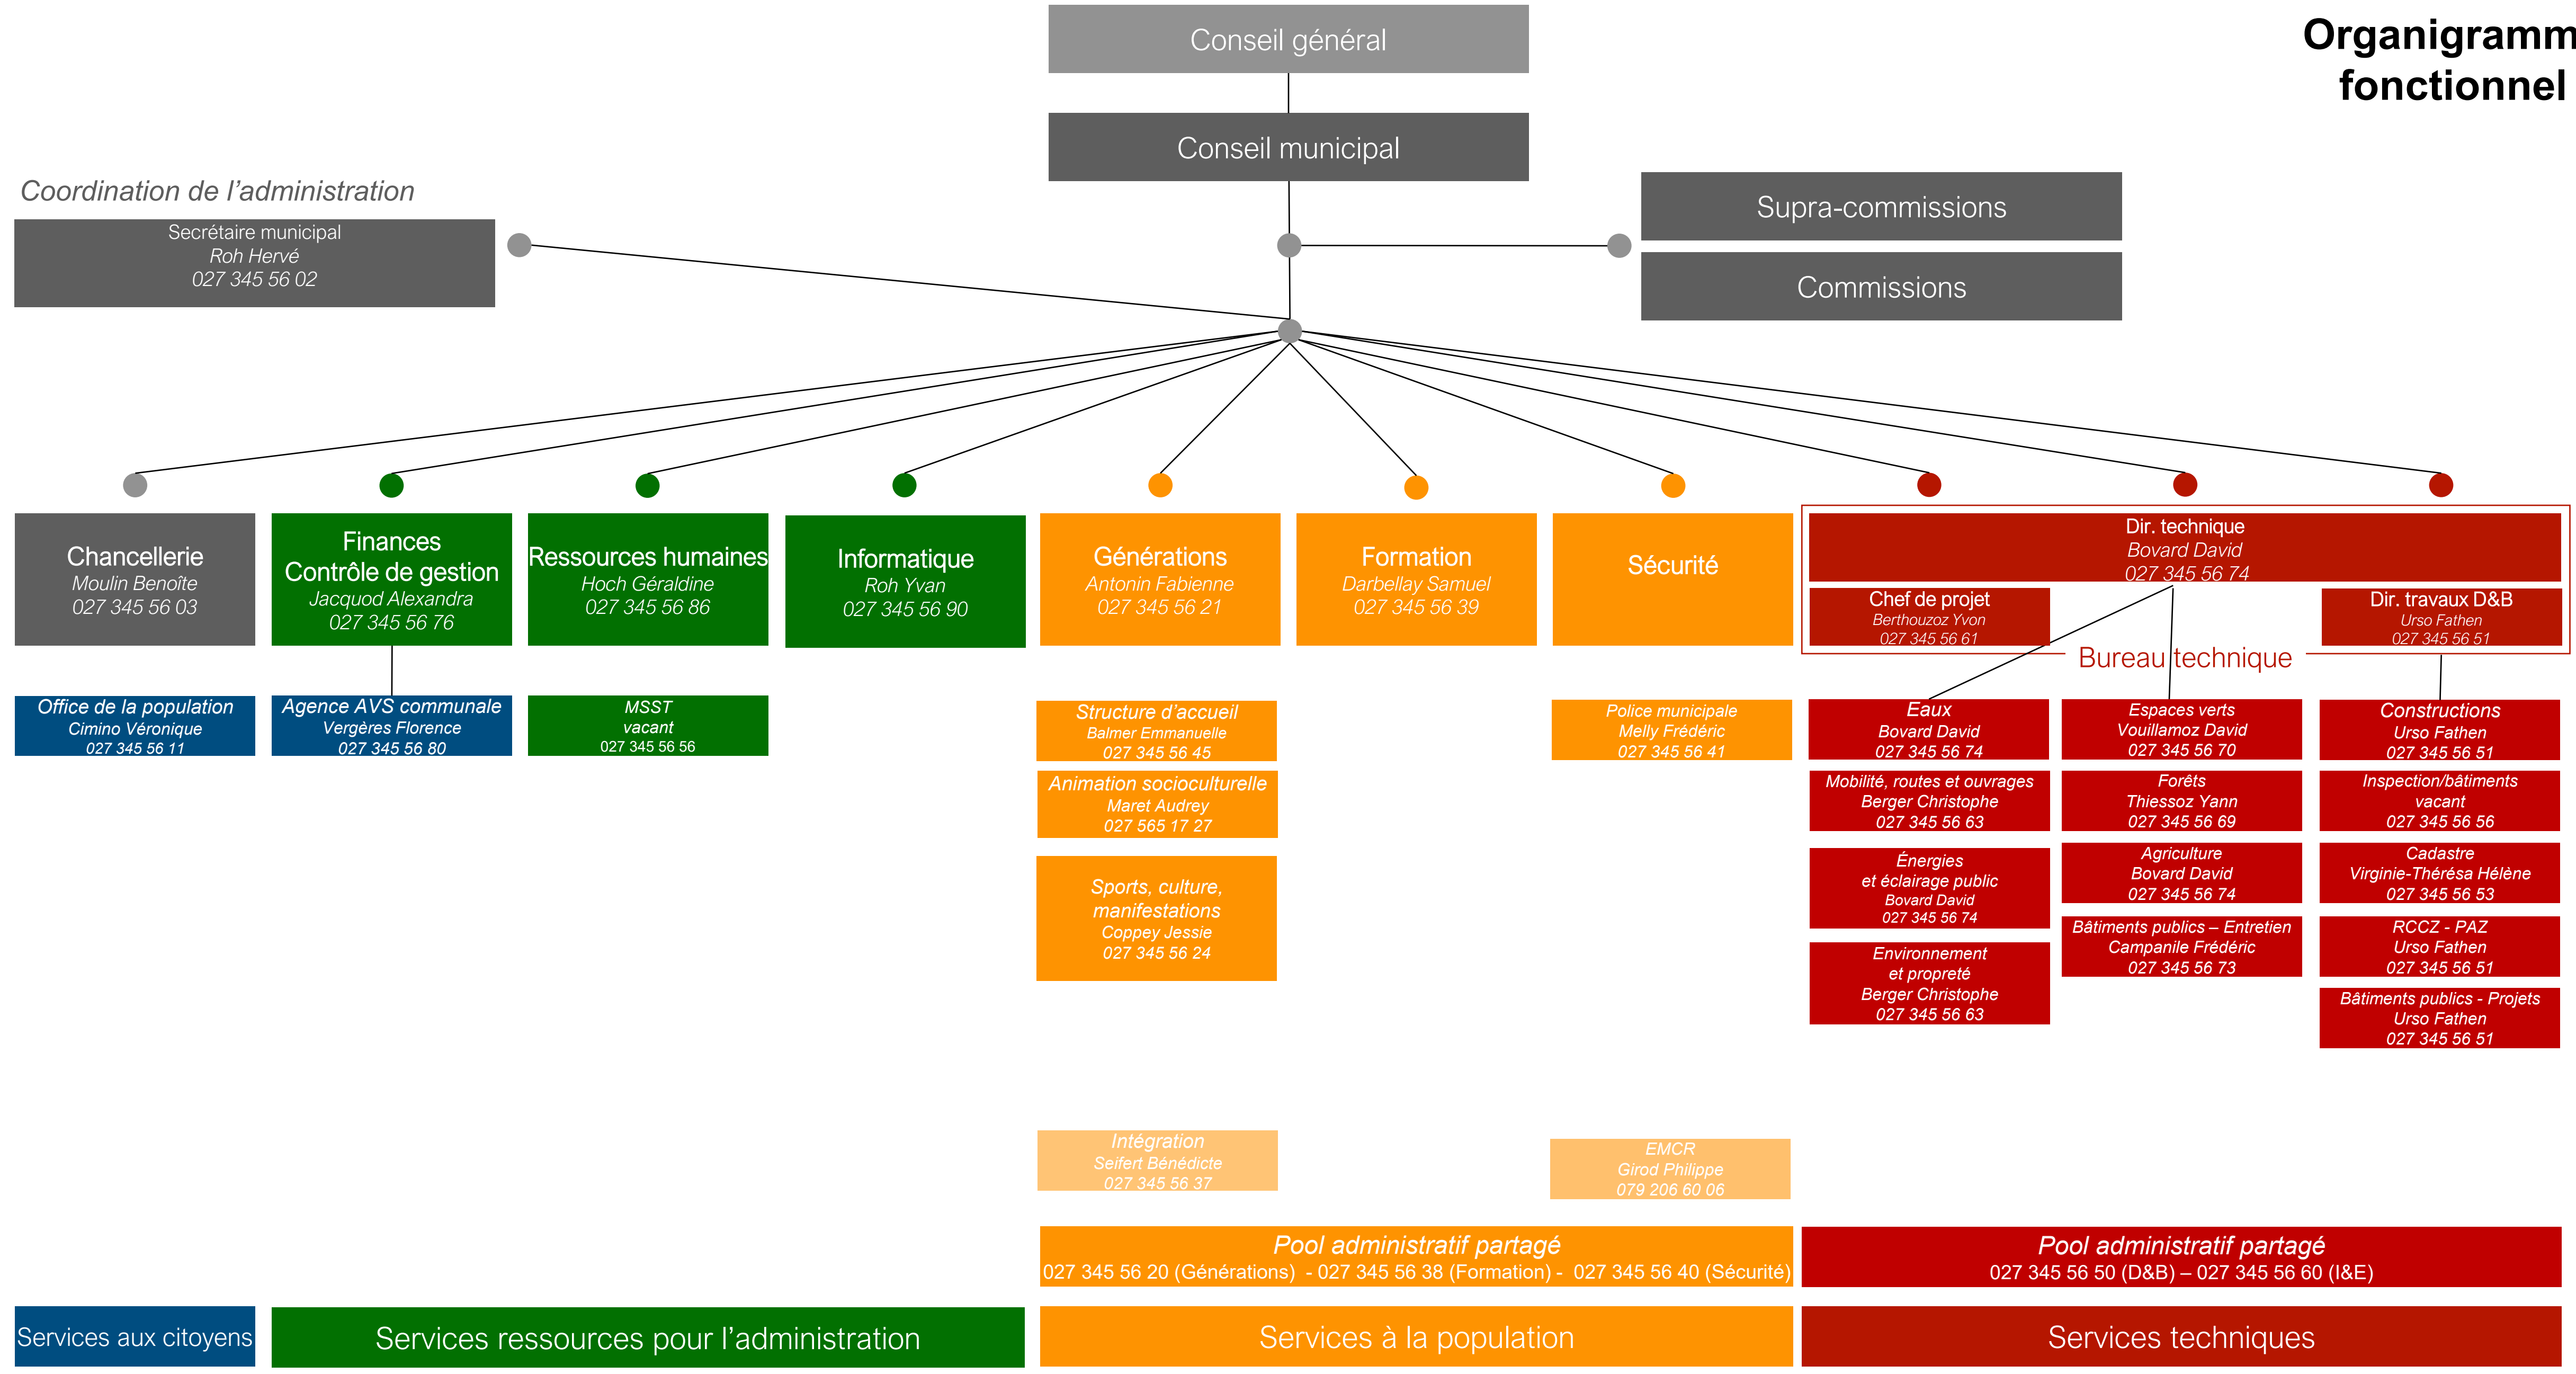 Organigramm
fonctionnel
Conseil général
Conseil municipal
Coordination de l’administration
Secrétaire municipal
Roh Hervé
027 345 56 02
Supra-commissions
Commissions
Chancellerie
Moulin Benoîte
027 345 56 03
Finances
Contrôle de gestion
Jacquod Alexandra
027 345 56 76
Ressources humaines
Hoch Géraldine
027 345 56 86
Informatique
Roh Yvan
027 345 56 90
Générations
Antonin Fabienne
027 345 56 21
Formation
Darbellay Samuel
027 345 56 39
Sécurité
Dir. technique
Bovard David
027 345 56 74
Chef de projet
Berthouzoz Yvon
027 345 56 61
Dir. travaux D&B
Urso Fathen
027 345 56 51
Bureau technique
Office de la population
Cimino Véronique
027 345 56 11
Agence AVS communale
Vergères Florence
027 345 56 80
MSST
vacant
027 345 56 56
Structure d’accueil
Balmer Emmanuelle
027 345 56 45
Animation socioculturelle
Maret Audrey
027 565 17 27
Sports, culture,
manifestations
Coppey Jessie
027 345 56 24
Police municipale
Melly Frédéric
027 345 56 41
Eaux
Bovard David
027 345 56 74
Mobilité, routes et ouvrages
Berger Christophe
027 345 56 63
Énergies
et éclairage public
Bovard David
027 345 56 74
Environnement
et propreté
Berger Christophe
027 345 56 63
Espaces verts
Vouillamoz David
027 345 56 70
Forêts
Thiessoz Yann
027 345 56 69
Agriculture
Bovard David
027 345 56 74
Bâtiments publics – Entretien
Campanile Frédéric
027 345 56 73
Constructions
Urso Fathen
027 345 56 51
Inspection/bâtiments
vacant
027 345 56 56
Cadastre
Virginie-Thérésa Hélène
027 345 56 53
RCCZ - PAZ
Urso Fathen
027 345 56 51
Bâtiments publics - Projets
Urso Fathen
027 345 56 51
Intégration
Seifert Bénédicte
027 345 56 37
EMCR
Girod Philippe
079 206 60 06
Pool administratif partagé
027 345 56 20 (Générations) - 027 345 56 38 (Formation) - 027 345 56 40 (Sécurité)
Pool administratif partagé
027 345 56 50 (D&B) – 027 345 56 60 (I&E)
Services aux citoyens
Services ressources pour l’administration
Services à la population
Services techniques